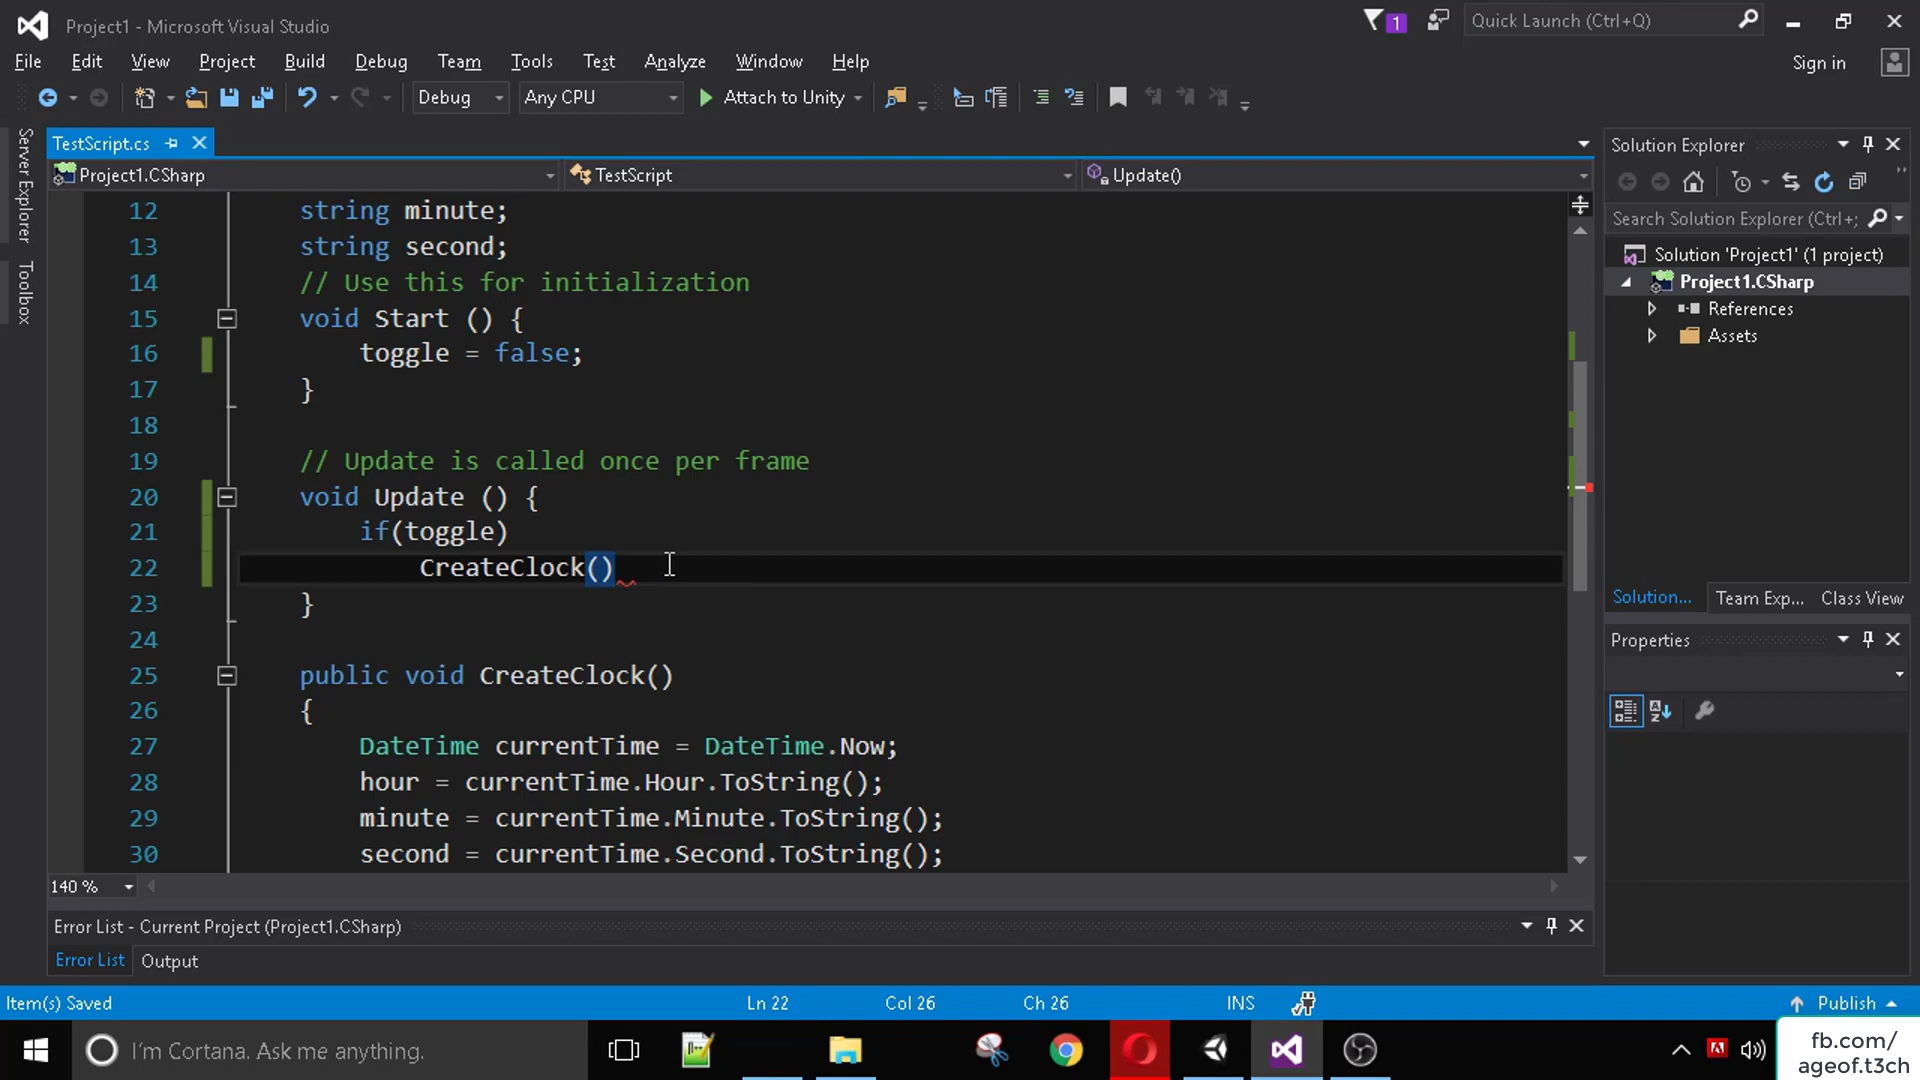 Project1 - Microsoft Visual Studio
1
Quick Launch (Ctrl+Q)
File Edit View Project Build Debug Team Tools Test Analyze Window Help
Sign in
Debug
Any CPU
Attach to Unity
Server Explorer
Toolbox
TestScript.cs
Project1.CSharp
TestScript
Update()
12 string minute;
13 string second;
14 // Use this for initialization
15 void Start () {
16 toggle = false;
17 }
18
19 // Update is called once per frame
20 void Update () {
21 if(toggle)
22 CreateClock()
23 }
24
25 public void CreateClock()
26 {
27 DateTime currentTime = DateTime.Now;
28 hour = currentTime.Hour.ToString();
29 minute = currentTime.Minute.ToString();
30 second = currentTime.Second.ToString();
140 %
Error List - Current Project (Project1.CSharp)
Error List Output
Solution Explorer
Search Solution Explorer (Ctrl+;
Solution 'Project1' (1 project)
Project1.CSharp
References
Assets
Solution... Team Exp... Class View
Properties
Item(s) Saved
Ln 22
Col 26
Ch 26
INS
Publish
I'm Cortana. Ask me anything.
fb.com/
ageof.t3ch